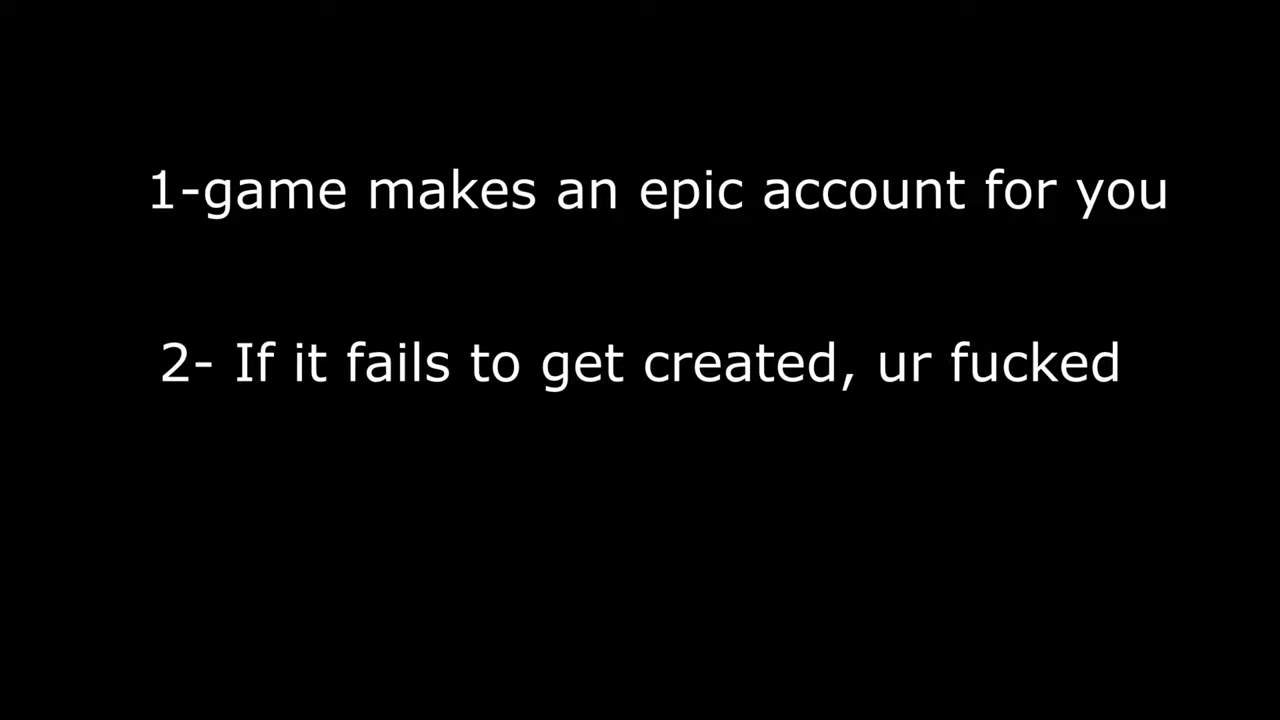 1-game makes an epic account for you
2- If it fails to get created, ur fucked